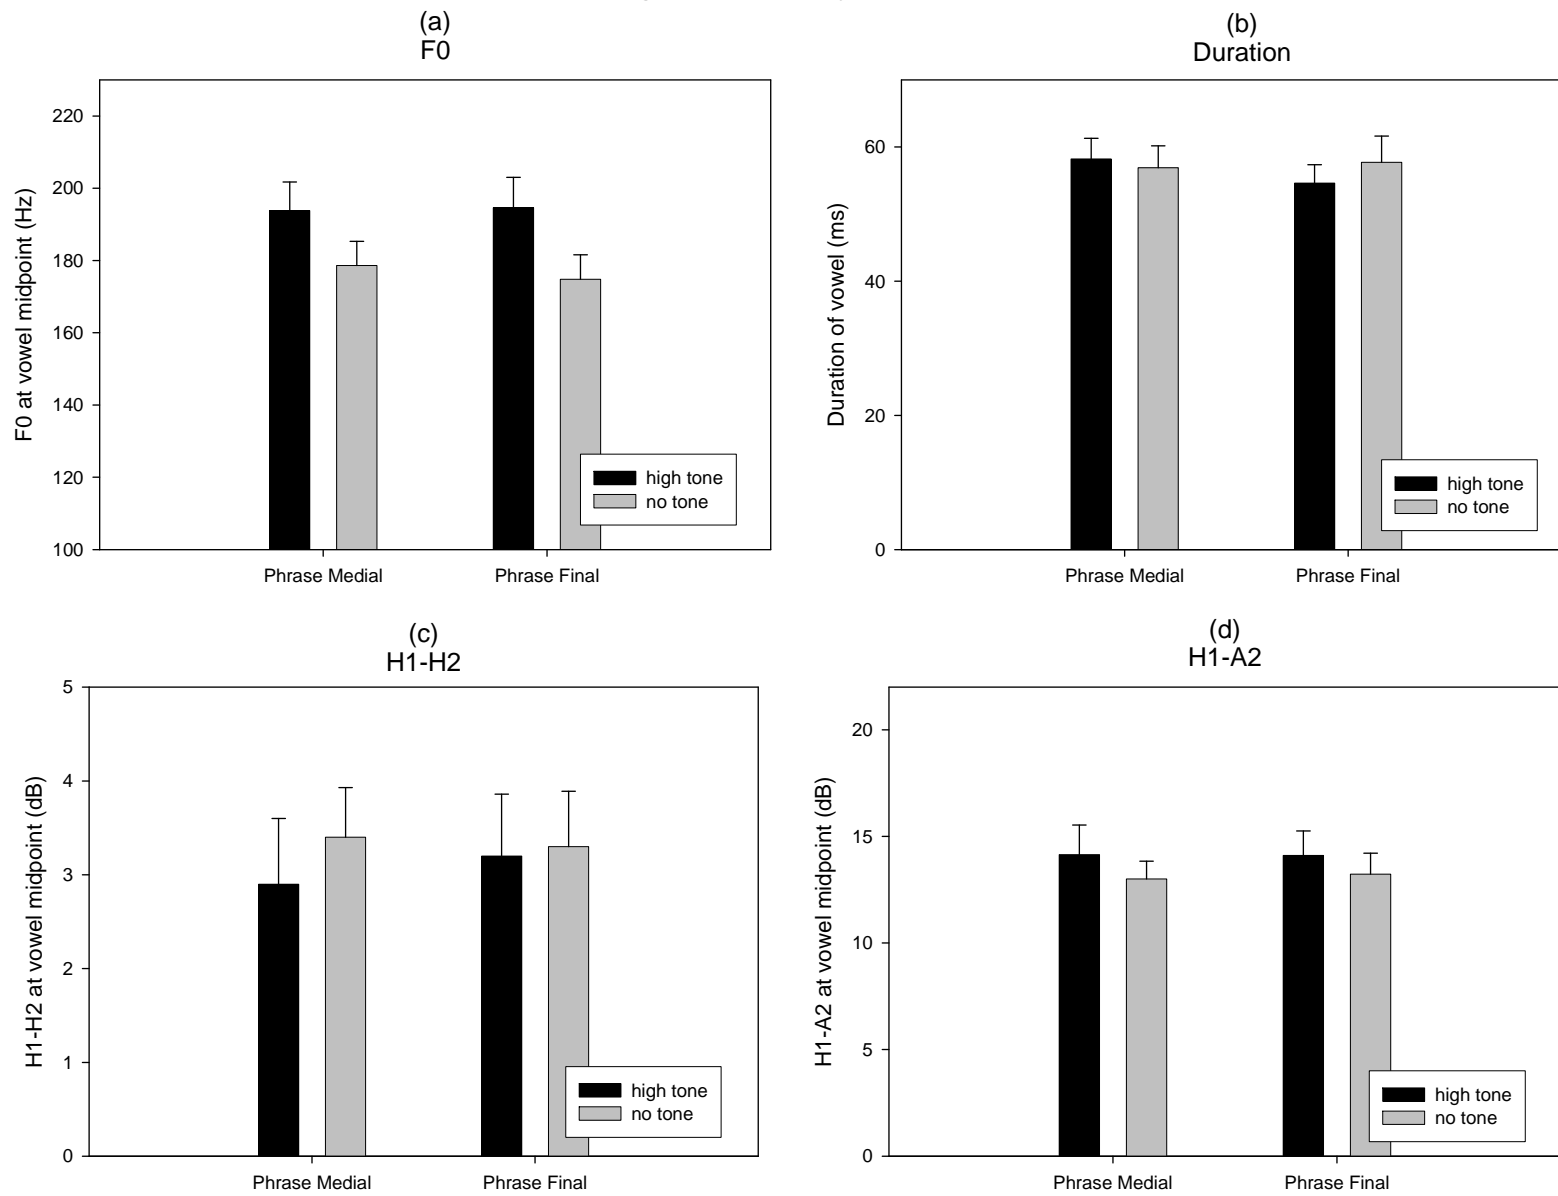 (a)
F0
F0 at vowel midpoint (Hz)
220
200
180
160
140
120
100
high tone
no tone
Phrase Medial
Phrase Final
(b)
Duration
Duration of vowel (ms)
60
40
20
0
high tone
no tone
Phrase Medial
Phrase Final
(c)
H1-H2
H1-H2 at vowel midpoint (dB)
5
4
3
2
1
0
high tone
no tone
Phrase Medial
Phrase Final
(d)
H1-A2
H1-A2 at vowel midpoint (dB)
20
15
10
5
0
high tone
no tone
Phrase Medial
Phrase Final